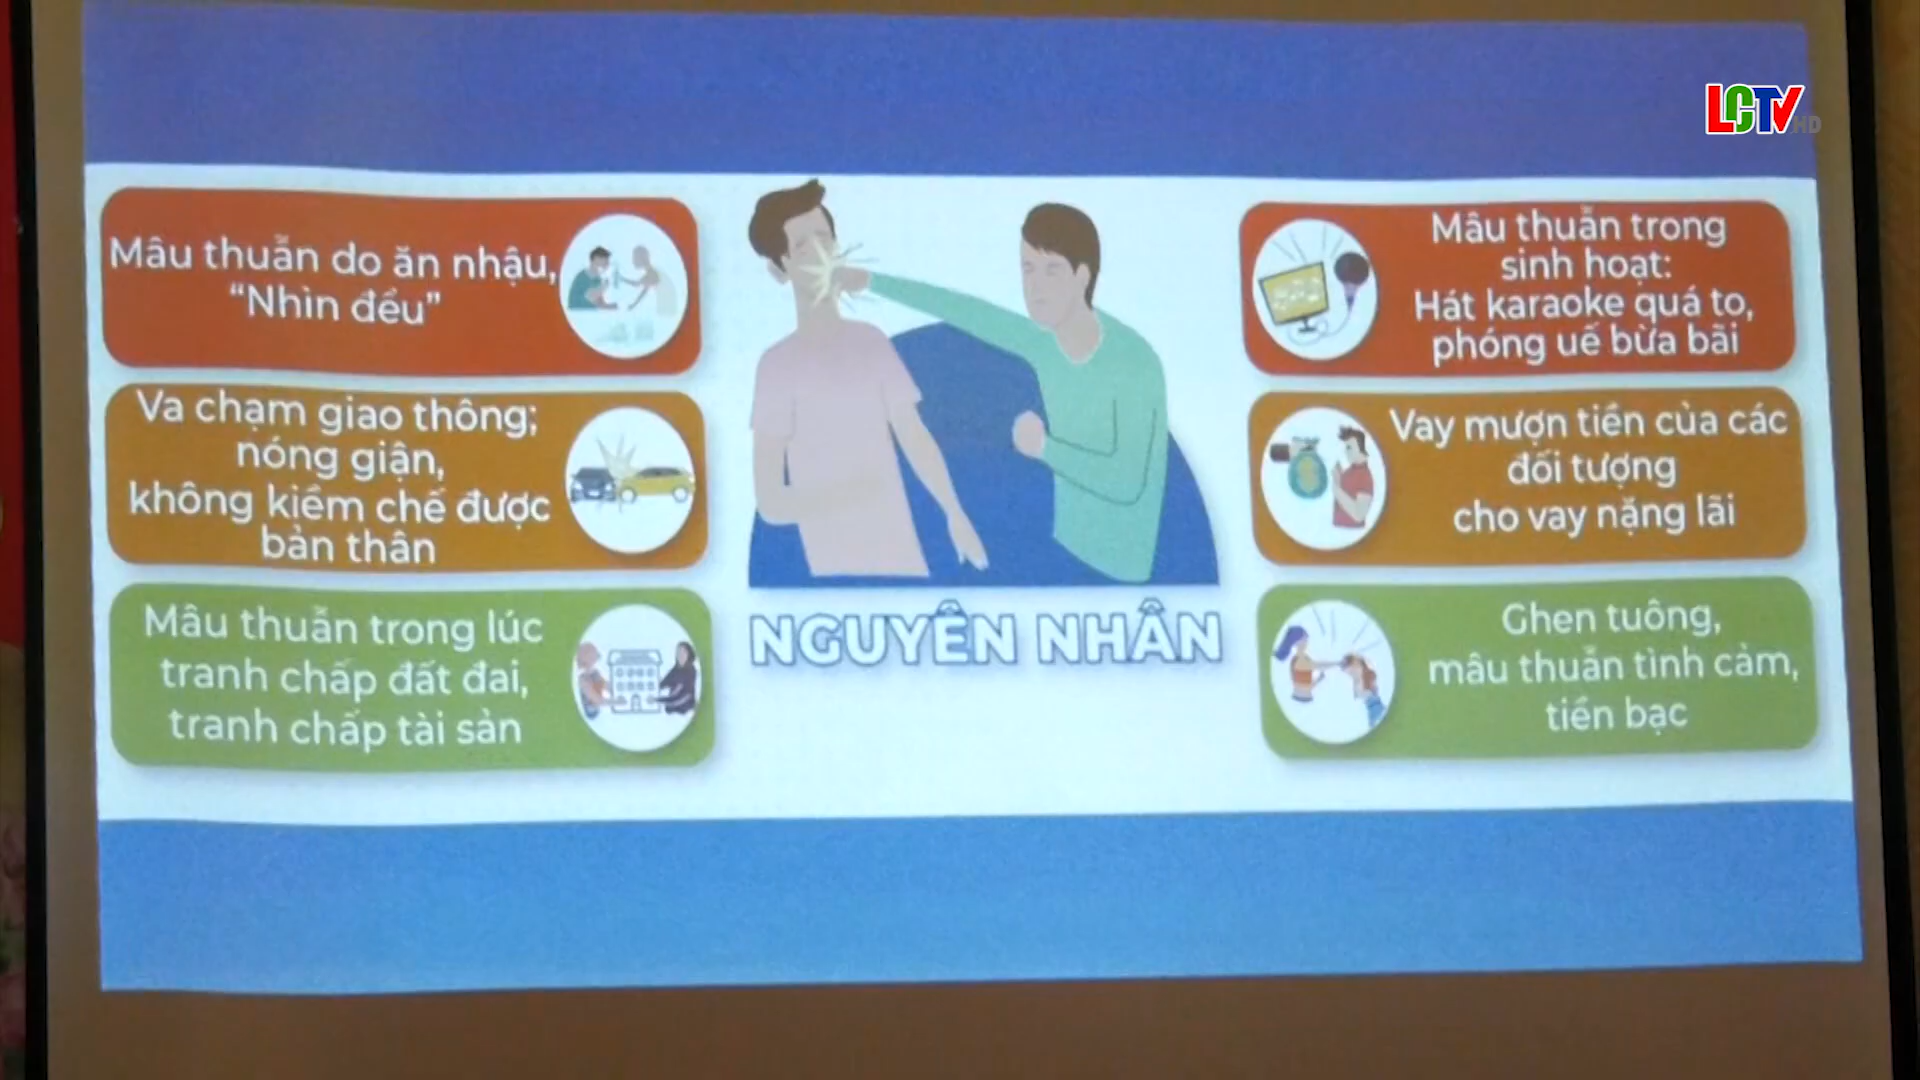 LCTV HD
Mâu thuẫn do ăn nhậu,
“Nhìn đểu”
Va chạm giao thông;
nóng giận,
không kiềm chế được
bản thân
Mâu thuẫn trong lúc
tranh chấp đất đai,
tranh chấp tài sản
NGUYÊN NHÂN
Mâu thuẫn trong
sinh hoạt:
Hát karaoke quá to,
phóng uế bừa bãi
Vay mượn tiền của các
đối tượng
cho vay nặng lãi
Ghen tuông,
mâu thuẫn tình cảm,
tiền bạc